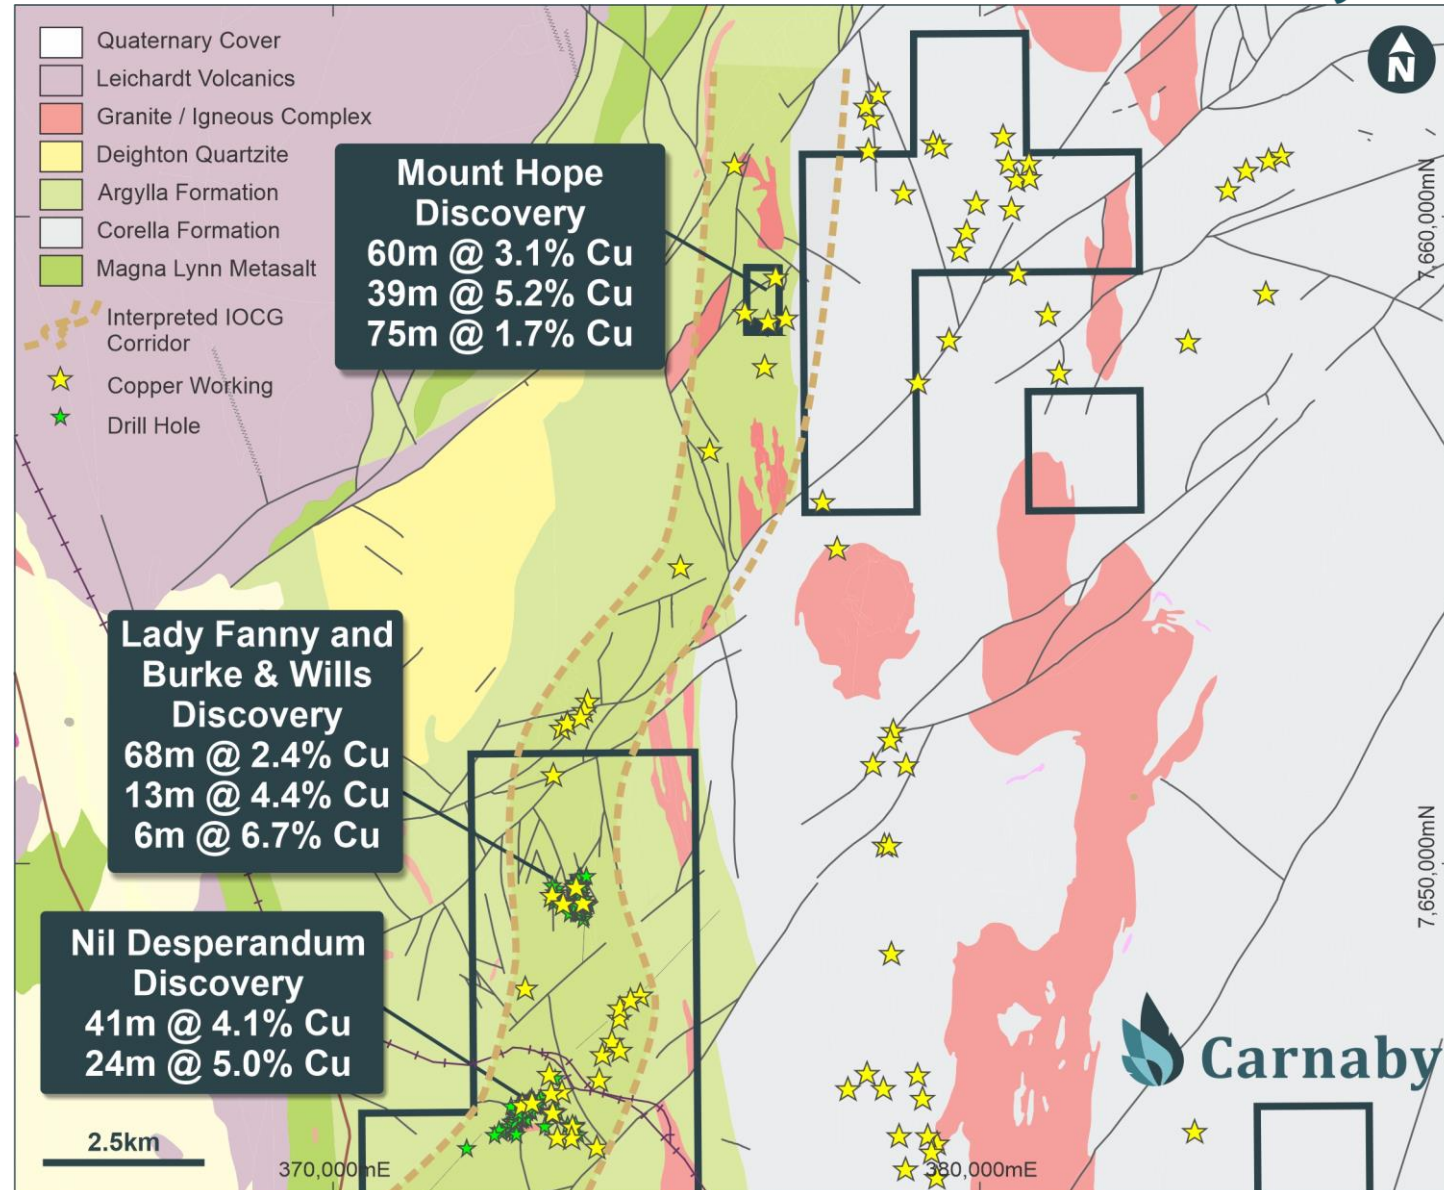 Quaternary Cover
Leichardt Volcanics
Granite / Igneous Complex
Deighton Quartzite
Argylla Formation
Corella Formation
Magna Lynn Metasalt
Interpreted IOCG
Corridor
Copper Working
Drill Hole
N
Mount Hope
Discovery
60m @ 3.1% Cu
39m @ 5.2% Cu
75m @ 1.7% Cu
7,660,000mN
Lady Fanny and
Burke & Wills
Discovery
68m @ 2.4% Cu
13m @ 4.4% Cu
6m @ 6.7% Cu
7,650,000mN
Nil Desperandum
Discovery
41m @ 4.1% Cu
24m @ 5.0% Cu
Carnaby
2.5km
370,000mE
380,000mE